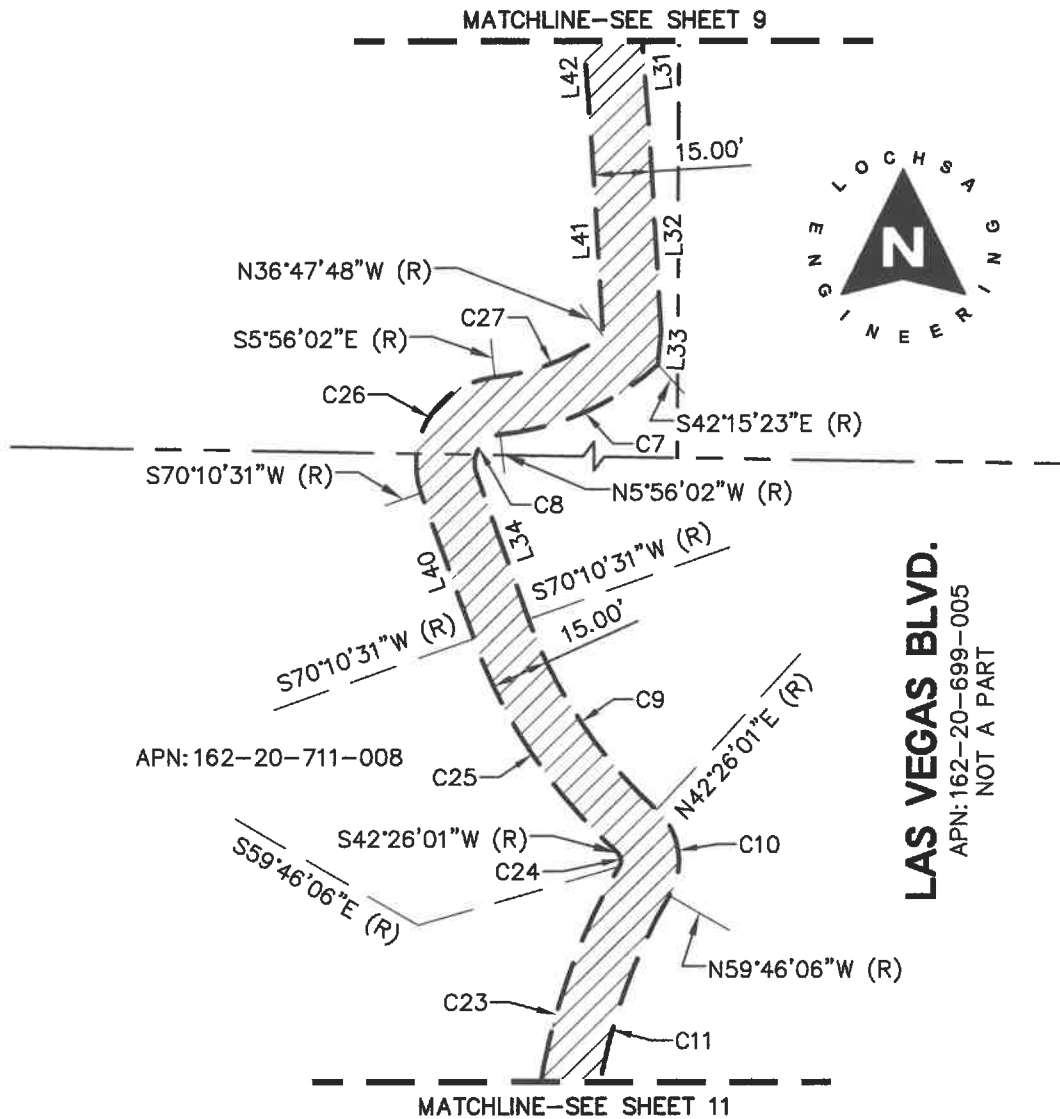 MATCHLINE-SEE SHEET 9
L42
L31
15.00'
LOCHSA ENGINEERING
N
L41
L32
N36°47'48"W (R)
C27
S5°56'02"E (R)
L33
C26
S42°15'23"E (R)
C7
S70°10'31"W (R)
N5°56'02"W (R)
C8
L34
L40
S70°10'31"W (R)
15.00'
S70°10'31"W (R)
C9
N42°26'01"E (R)
APN:162-20-711-008
C25
LAS VEGAS BLVD.
APN:162-20-699-005
NOT A PART
S42°26'01"W (R)
C10
C24
S59°46'06"E (R)
N59°46'06"W (R)
C23
C11
MATCHLINE-SEE SHEET 11